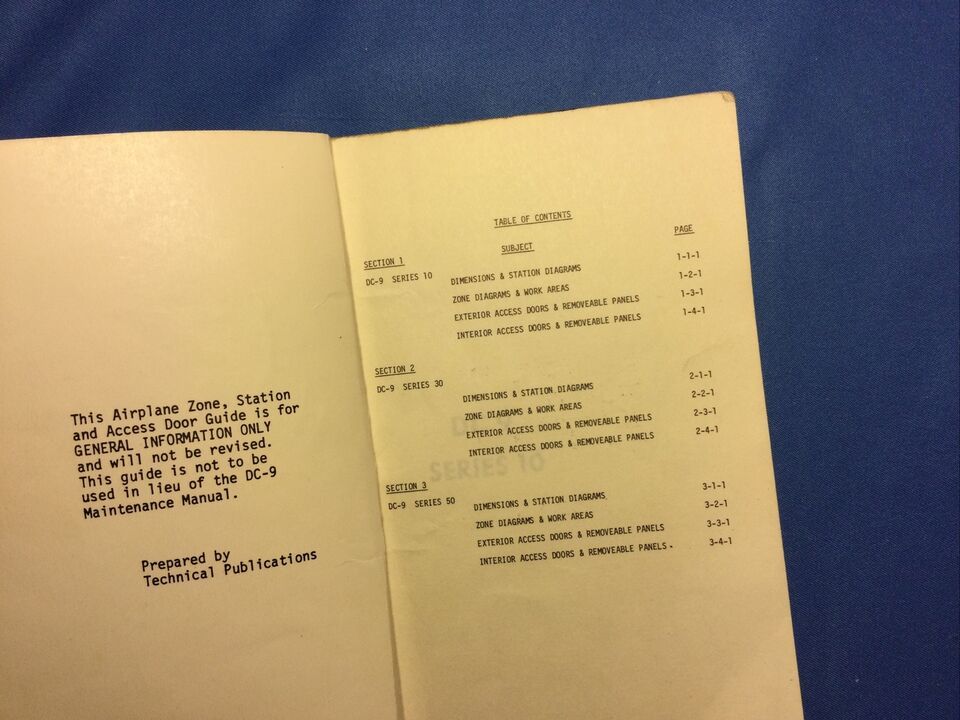 This Airplane Zone, Station
and Access Door Guide is for
GENERAL INFORMATION ONLY
and will not be revised.
This guide is not to be
used in lieu of the DC-9
Maintenance Manual.
Prepared by
Technical Publications
TABLE OF CONTENTS
SUBJECT PAGE
SECTION 1
DC-9 SERIES 10 DIMENSIONS & STATION DIAGRAMS 1-1-1
ZONE DIAGRAMS & WORK AREAS 1-2-1
EXTERIOR ACCESS DOORS & REMOVEABLE PANELS 1-3-1
INTERIOR ACCESS DOORS & REMOVEABLE PANELS 1-4-1
SECTION 2
DC-9 SERIES 30 DIMENSIONS & STATION DIAGRAMS 2-1-1
ZONE DIAGRAMS & WORK AREAS 2-2-1
EXTERIOR ACCESS DOORS & REMOVEABLE PANELS 2-3-1
INTERIOR ACCESS DOORS & REMOVEABLE PANELS 2-4-1
SERIES 10
SECTION 3
DC-9 SERIES 50 DIMENSIONS & STATION DIAGRAMS 3-1-1
ZONE DIAGRAMS & WORK AREAS 3-2-1
EXTERIOR ACCESS DOORS & REMOVEABLE PANELS 3-3-1
INTERIOR ACCESS DOORS & REMOVEABLE PANELS. 3-4-1